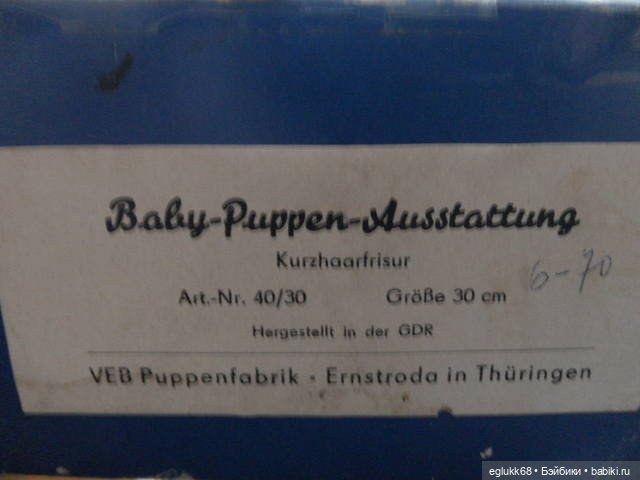 Baby-Puppen-Ausstattung
Kurzhaarfrisur
Art.-Nr. 40/30 Größe 30 cm
6-70
Hergestellt in der GDR
VEB Puppenfabrik · Ernstroda in Thüringen
eglukk68 • Бэйбики • babiki.ru